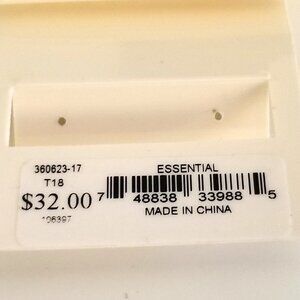 360623-17
T18
$32.00
106397
ESSENTIAL
7 48838 33988 5
MADE IN CHINA